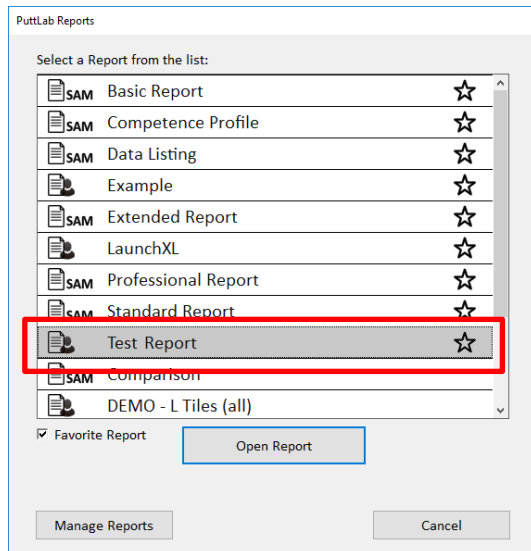 PuttLab Reports
Select a Report from the list:
SAM Basic Report
SAM Competence Profile
SAM Data Listing
Example
SAM Extended Report
LaunchXL
SAM Professional Report
SAM Standard Report
Test Report
SAM Comparison
DEMO - L Tiles (all)
Favorite Report
Open Report
Manage Reports Cancel